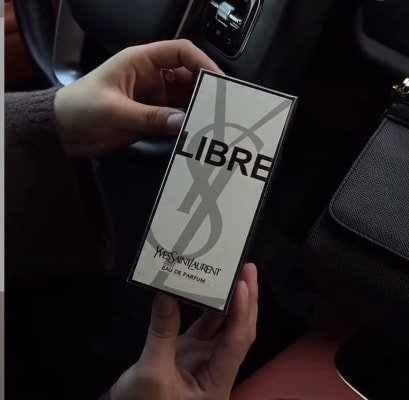 LIBRE
YVESSAINTLAURENT
EAU DE PARFUM